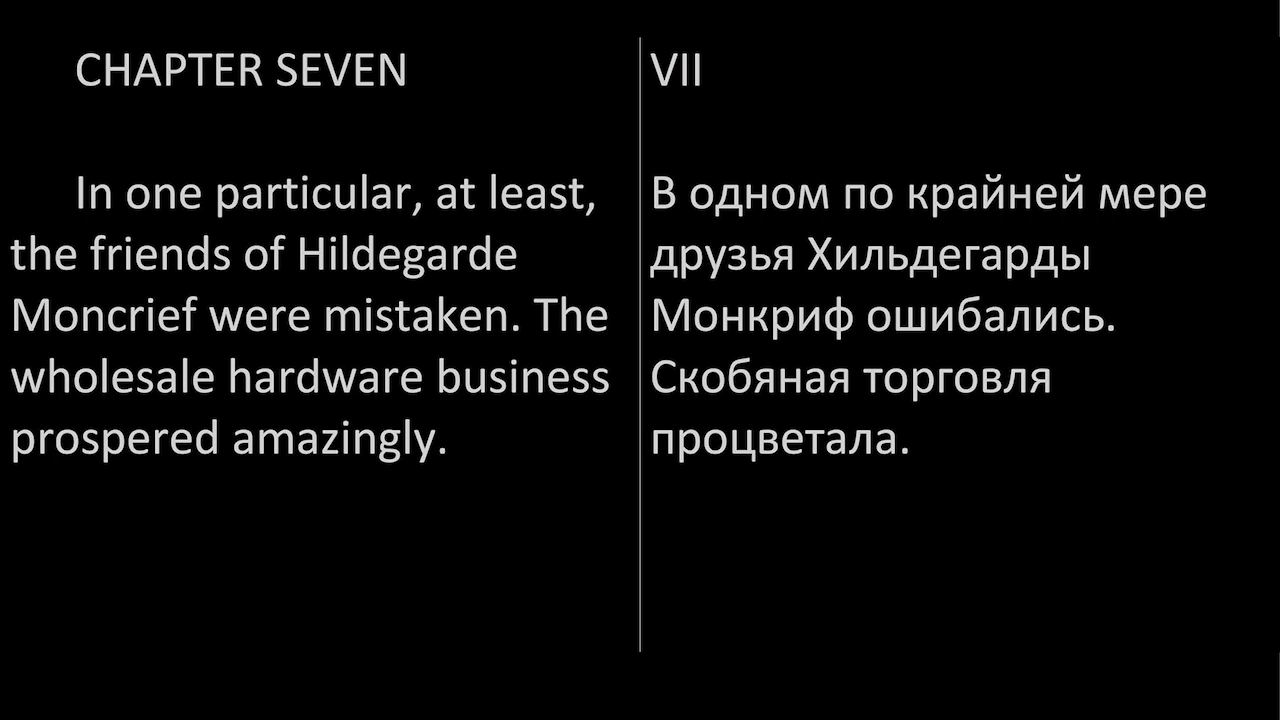 CHAPTER SEVEN
In one particular, at least,
the friends of Hildegarde
Moncrief were mistaken. The
wholesale hardware business
prospered amazingly.
VII
В одном по крайней мере
друзья Хильдегарды
Монкриф ошибались.
Скобяная торговля
процветала.